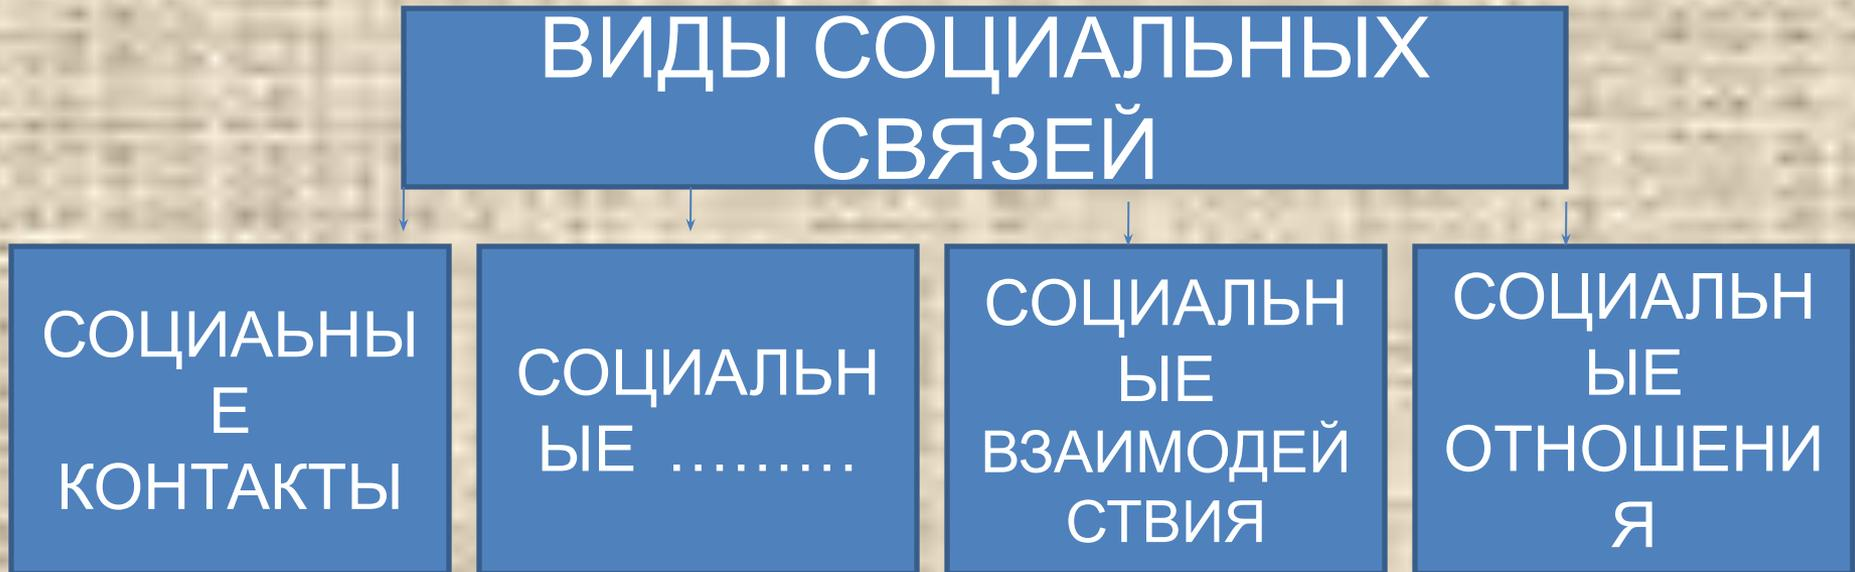 ВИДЫ СОЦИАЛЬНЫХ
СВЯЗЕЙ
СОЦИАЬНЫ
Е
КОНТАКТЫ
СОЦИАЛЬН
ЫЕ ………
СОЦИАЛЬН
ЫЕ
ВЗАИМОДЕЙ
СТВИЯ
СОЦИАЛЬН
ЫЕ
ОТНОШЕНИ
Я